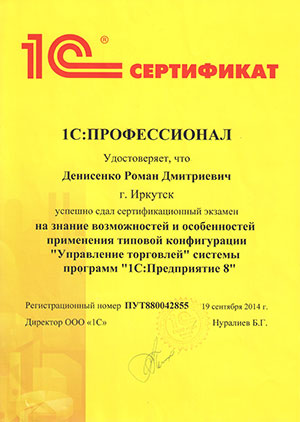 1С® СЕРТИФИКАТ
1С:ПРОФЕССИОНАЛ
Удостоверяет, что
Денисенко Роман Дмитриевич
г. Иркутск
успешно сдал сертификационный экзамен
на знание возможностей и особенностей
применения типовой конфигурации
"Управление торговлей" системы
программ "1С:Предприятие 8"
Регистрационный номер ПУТ880042855 19 сентября 2014 г.
Директор ООО «1С» Нуралиев Б.Г.